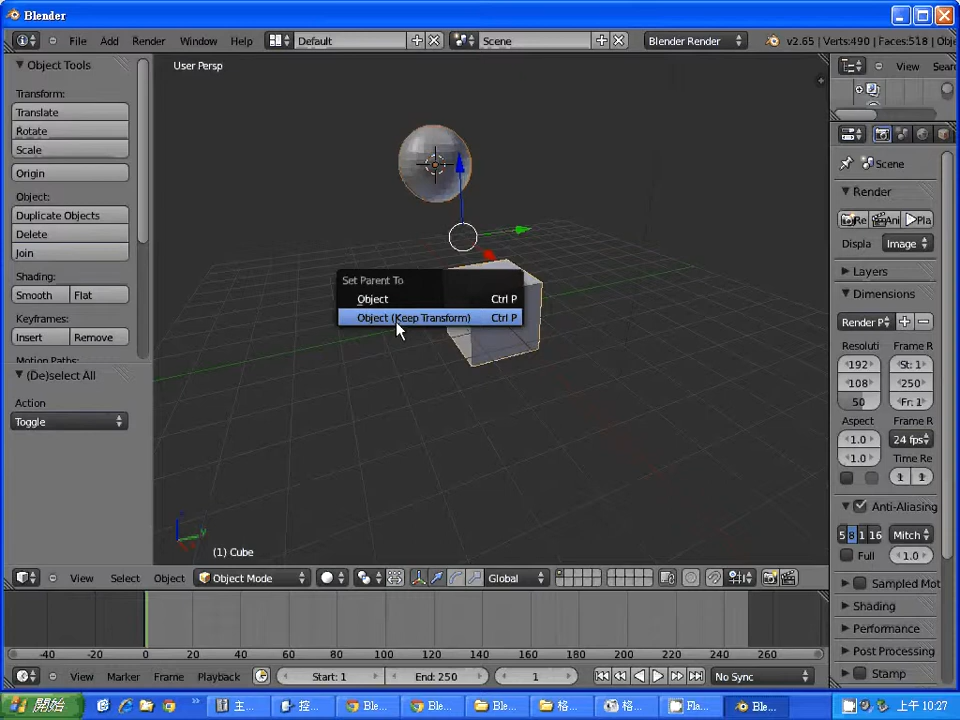 Blender
File Add Render Window Help Default Scene Blender Render v2.65 | Verts:490 | Faces:518 | Obje
Object Tools
Transform:
Translate
Rotate
Scale
Origin
Object:
Duplicate Objects
Delete
Join
Shading:
Smooth Flat
Keyframes:
Insert Remove
Motion Paths:
(De)select All
Action
Toggle
User Persp
Set Parent To
Object Ctrl P
Object (Keep Transform) Ctrl P
(1) Cube
View Sear
Scene
Render
Re Ani Pla
Displa Image
Layers
Dimensions
Render P
Resoluti Frame R
192 St: 1
108 250
50 Fr: 1
Aspect Frame R
1.0 24 fps
1.0 Time Re
1 1
Anti-Aliasing
5 8 1 16 Mitch
Full 1.0
Sampled Mot
Shading
Performance
Post Processing
Stamp
View Select Object Object Mode Global
-40 -20 0 20 40 60 80 100 120 140 160 180 200 220 240 260
View Marker Frame Playback Start: 1 End: 250 1 No Sync
開始 主... 控... Ble... Ble... Ble... 格... 格... Fla... Ble... 上午 10:27